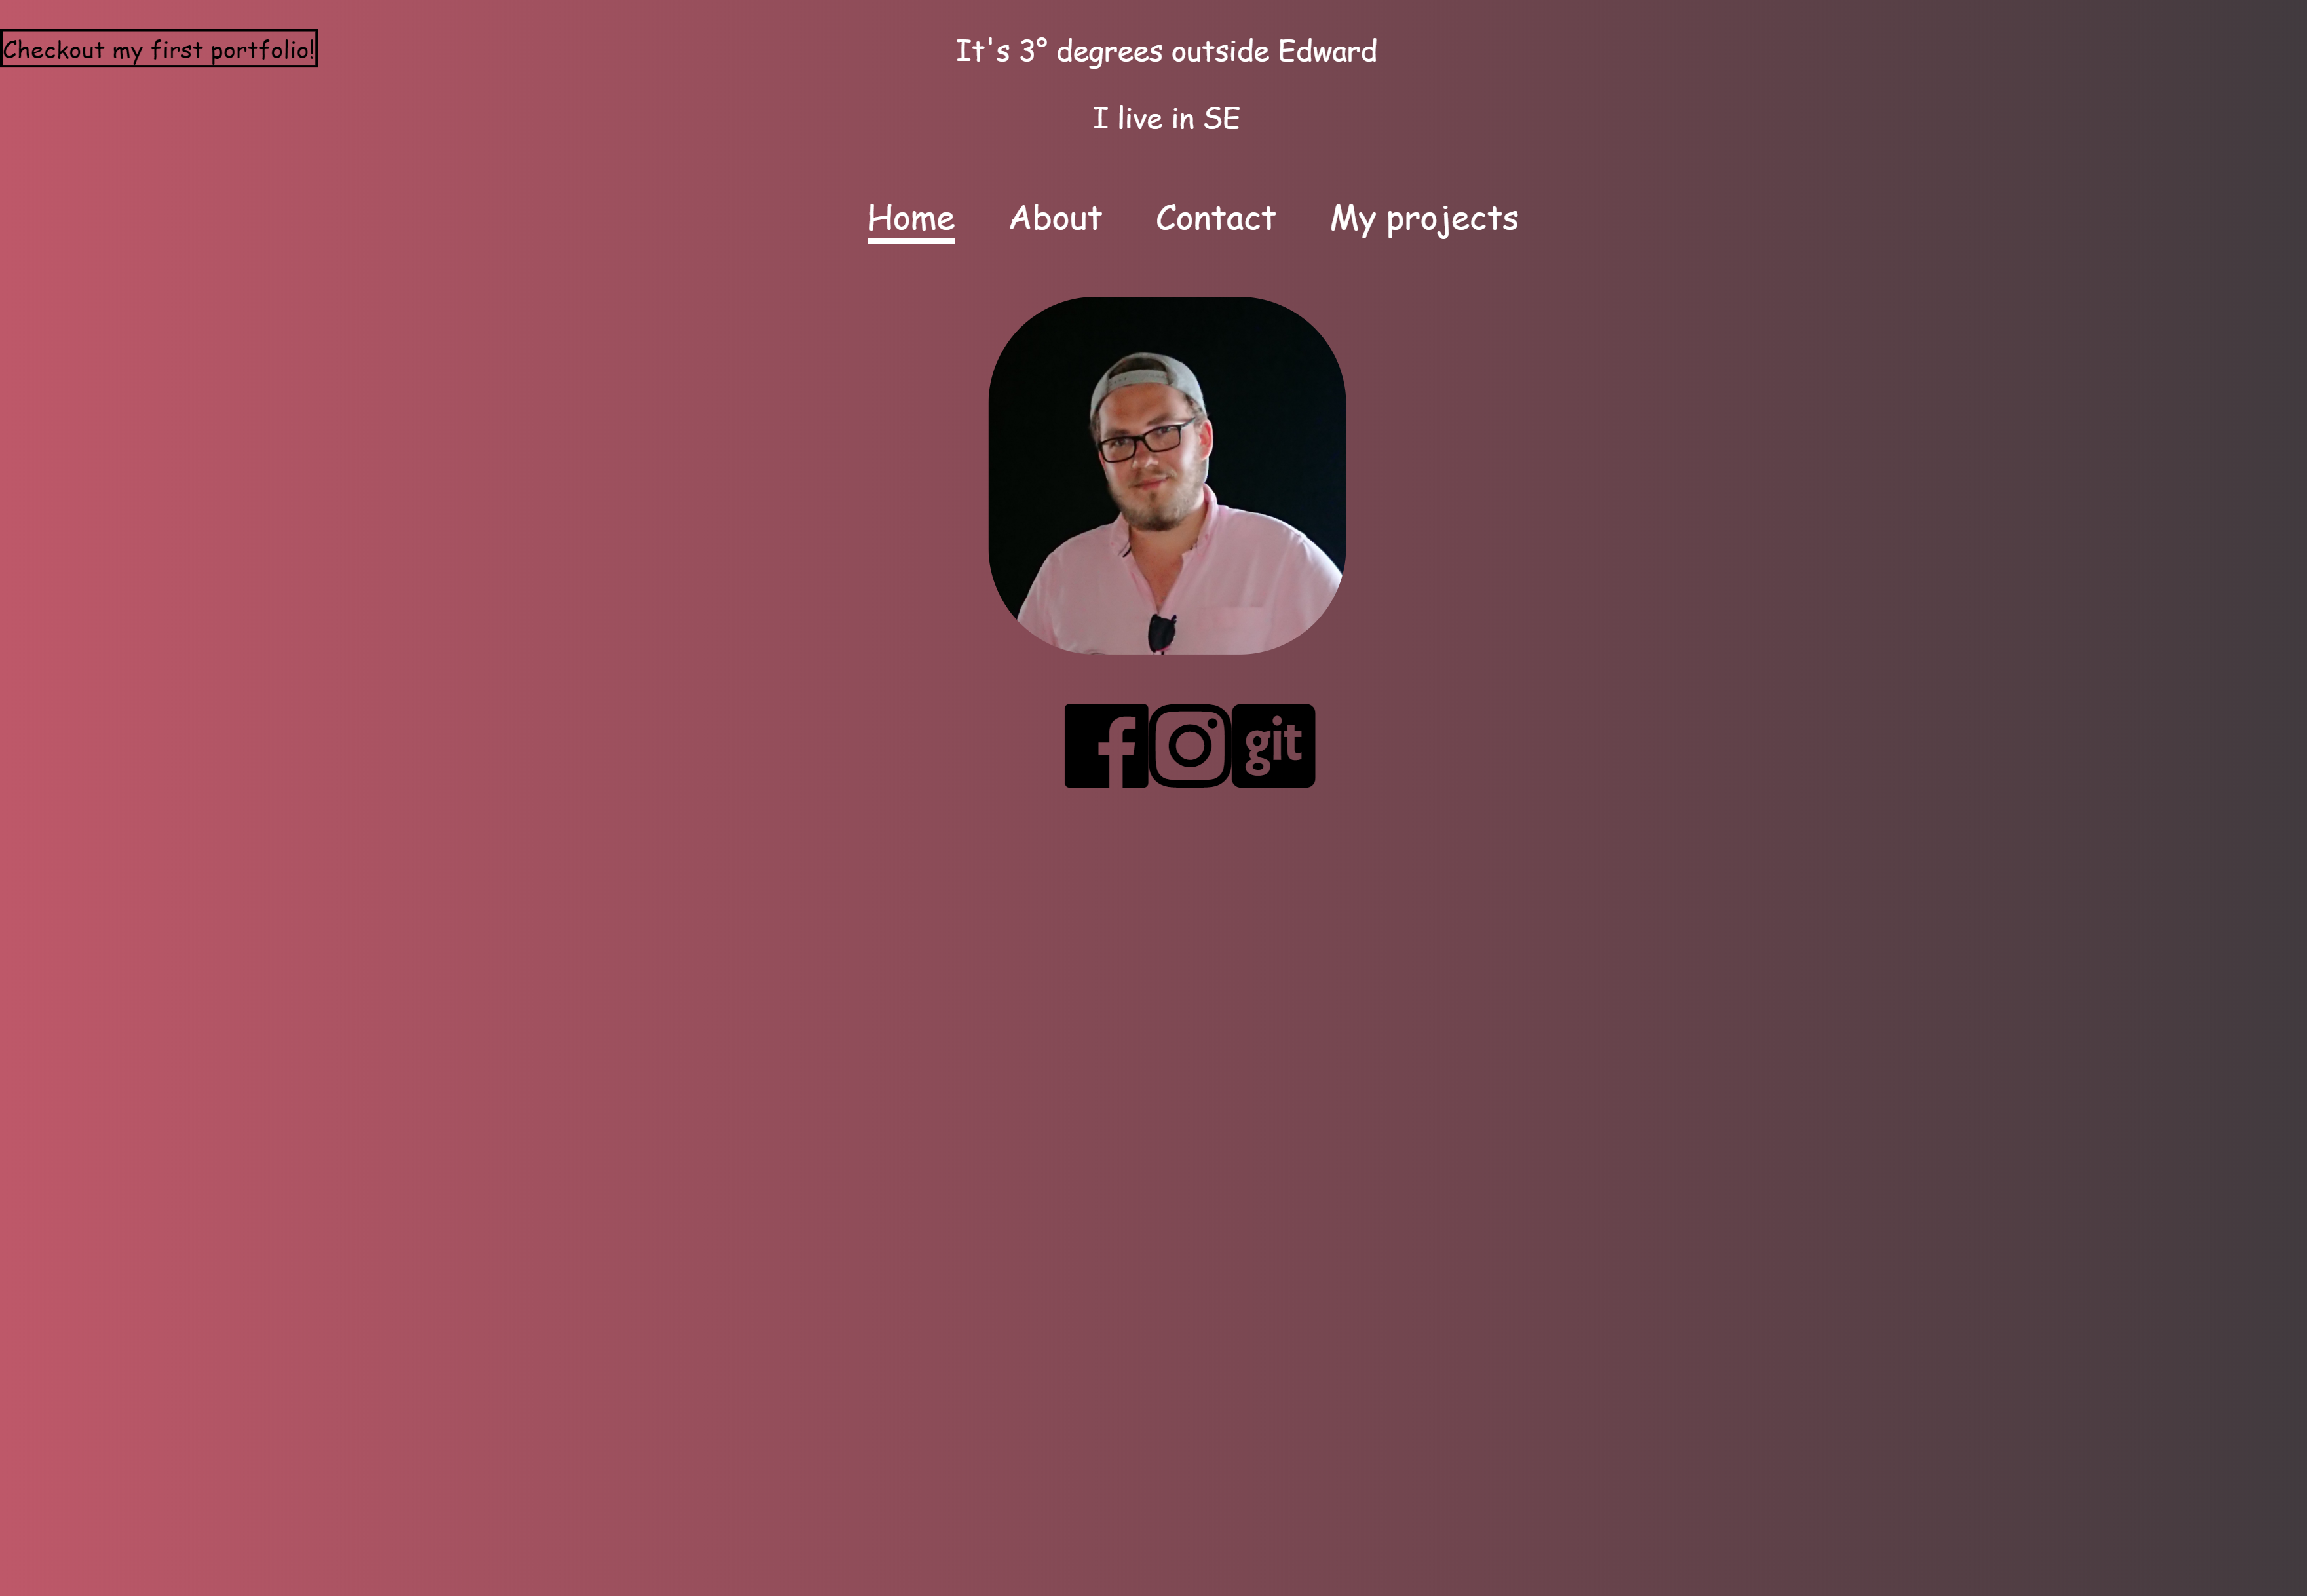 Checkout my first portfolio!
It's 3° degrees outside Edward
I live in SE
Home About Contact My projects
git